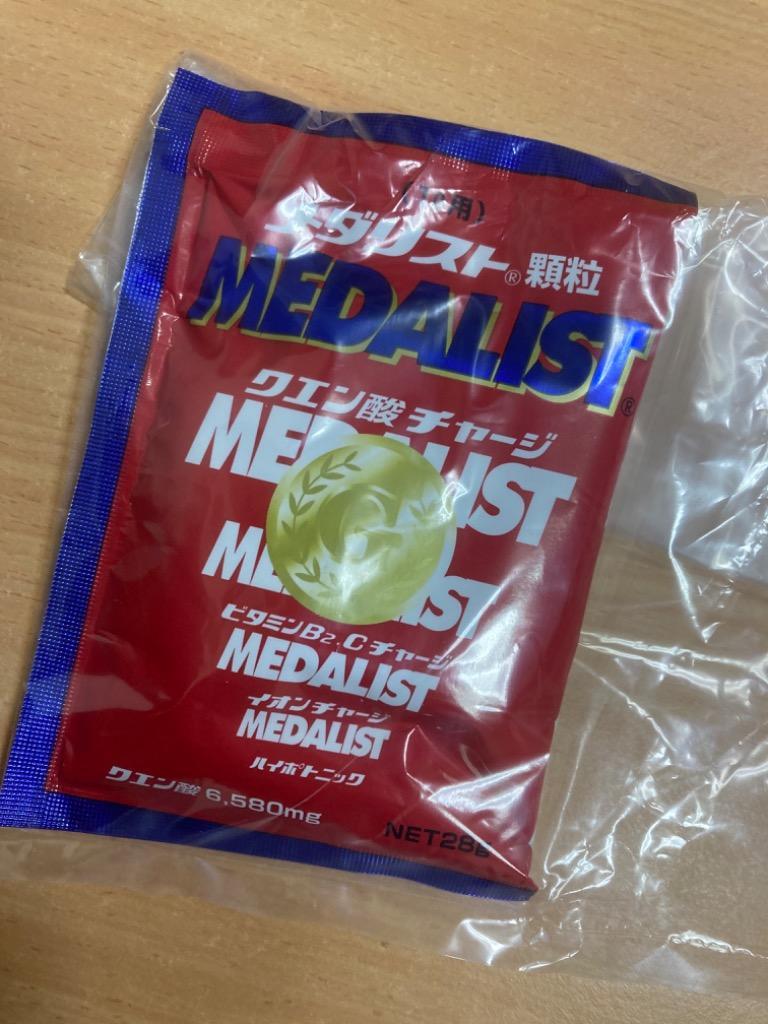 メダリスト® 顆粒
MEDALIST®
クエン酸 チャージ
MEDALIST
MEDALIST
ビタミンB2,Cチャージ
MEDALIST
イオンチャージ
MEDALIST
ハイポトニック
クエン酸 6,580mg
NET28g